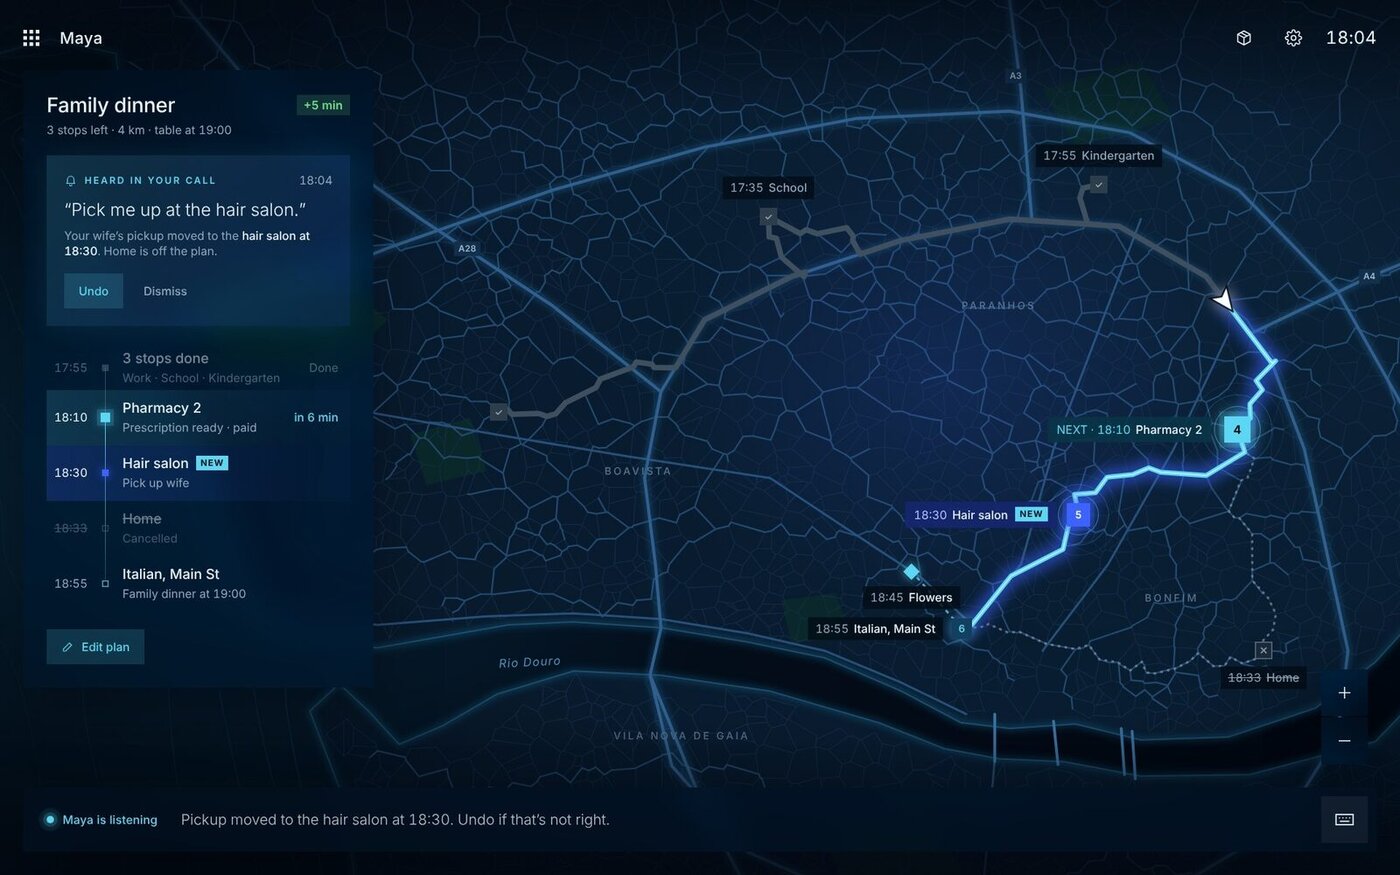 Maya
18:04
Family dinner
+5 min
3 stops left · 4 km · table at 19:00
HEARD IN YOUR CALL
18:04
“Pick me up at the hair salon.”
Your wife’s pickup moved to the hair salon at
18:30. Home is off the plan.
Undo
Dismiss
17:55
3 stops done
Work · School · Kindergarten
Done
18:10
Pharmacy 2
Prescription ready · paid
in 6 min
18:30
Hair salon NEW
Pick up wife
18:33
Home
Cancelled
18:55
Italian, Main St
Family dinner at 19:00
Edit plan
A3
17:55 Kindergarten
17:35 School
A28
A4
PARANHOS
NEXT · 18:10 Pharmacy 2
4
BOAVISTA
18:30 Hair salon NEW
5
18:45 Flowers
BONFIM
18:55 Italian, Main St
6
Rio Douro
18:33 Home
VILA NOVA DE GAIA
Maya is listening
Pickup moved to the hair salon at 18:30. Undo if that’s not right.